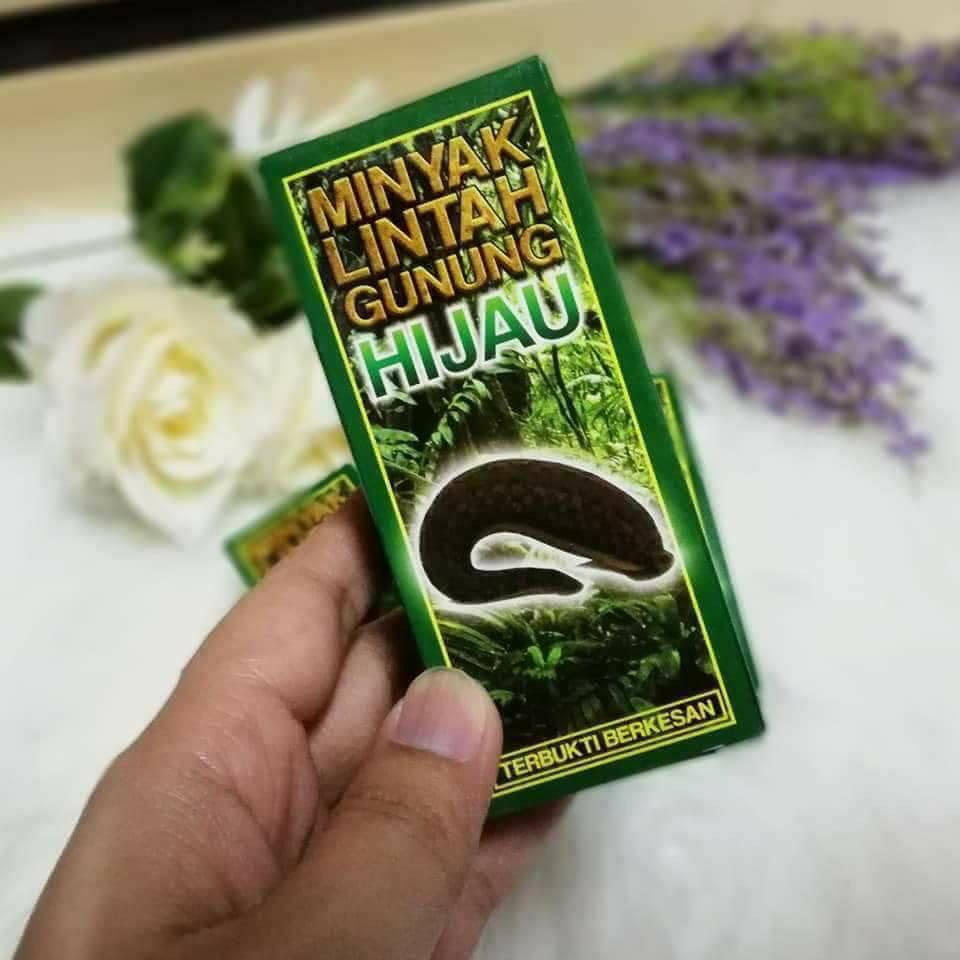 MINYAK
LINTAH
GUNUNG
HIJAU
TERBUKTI BERKESAN